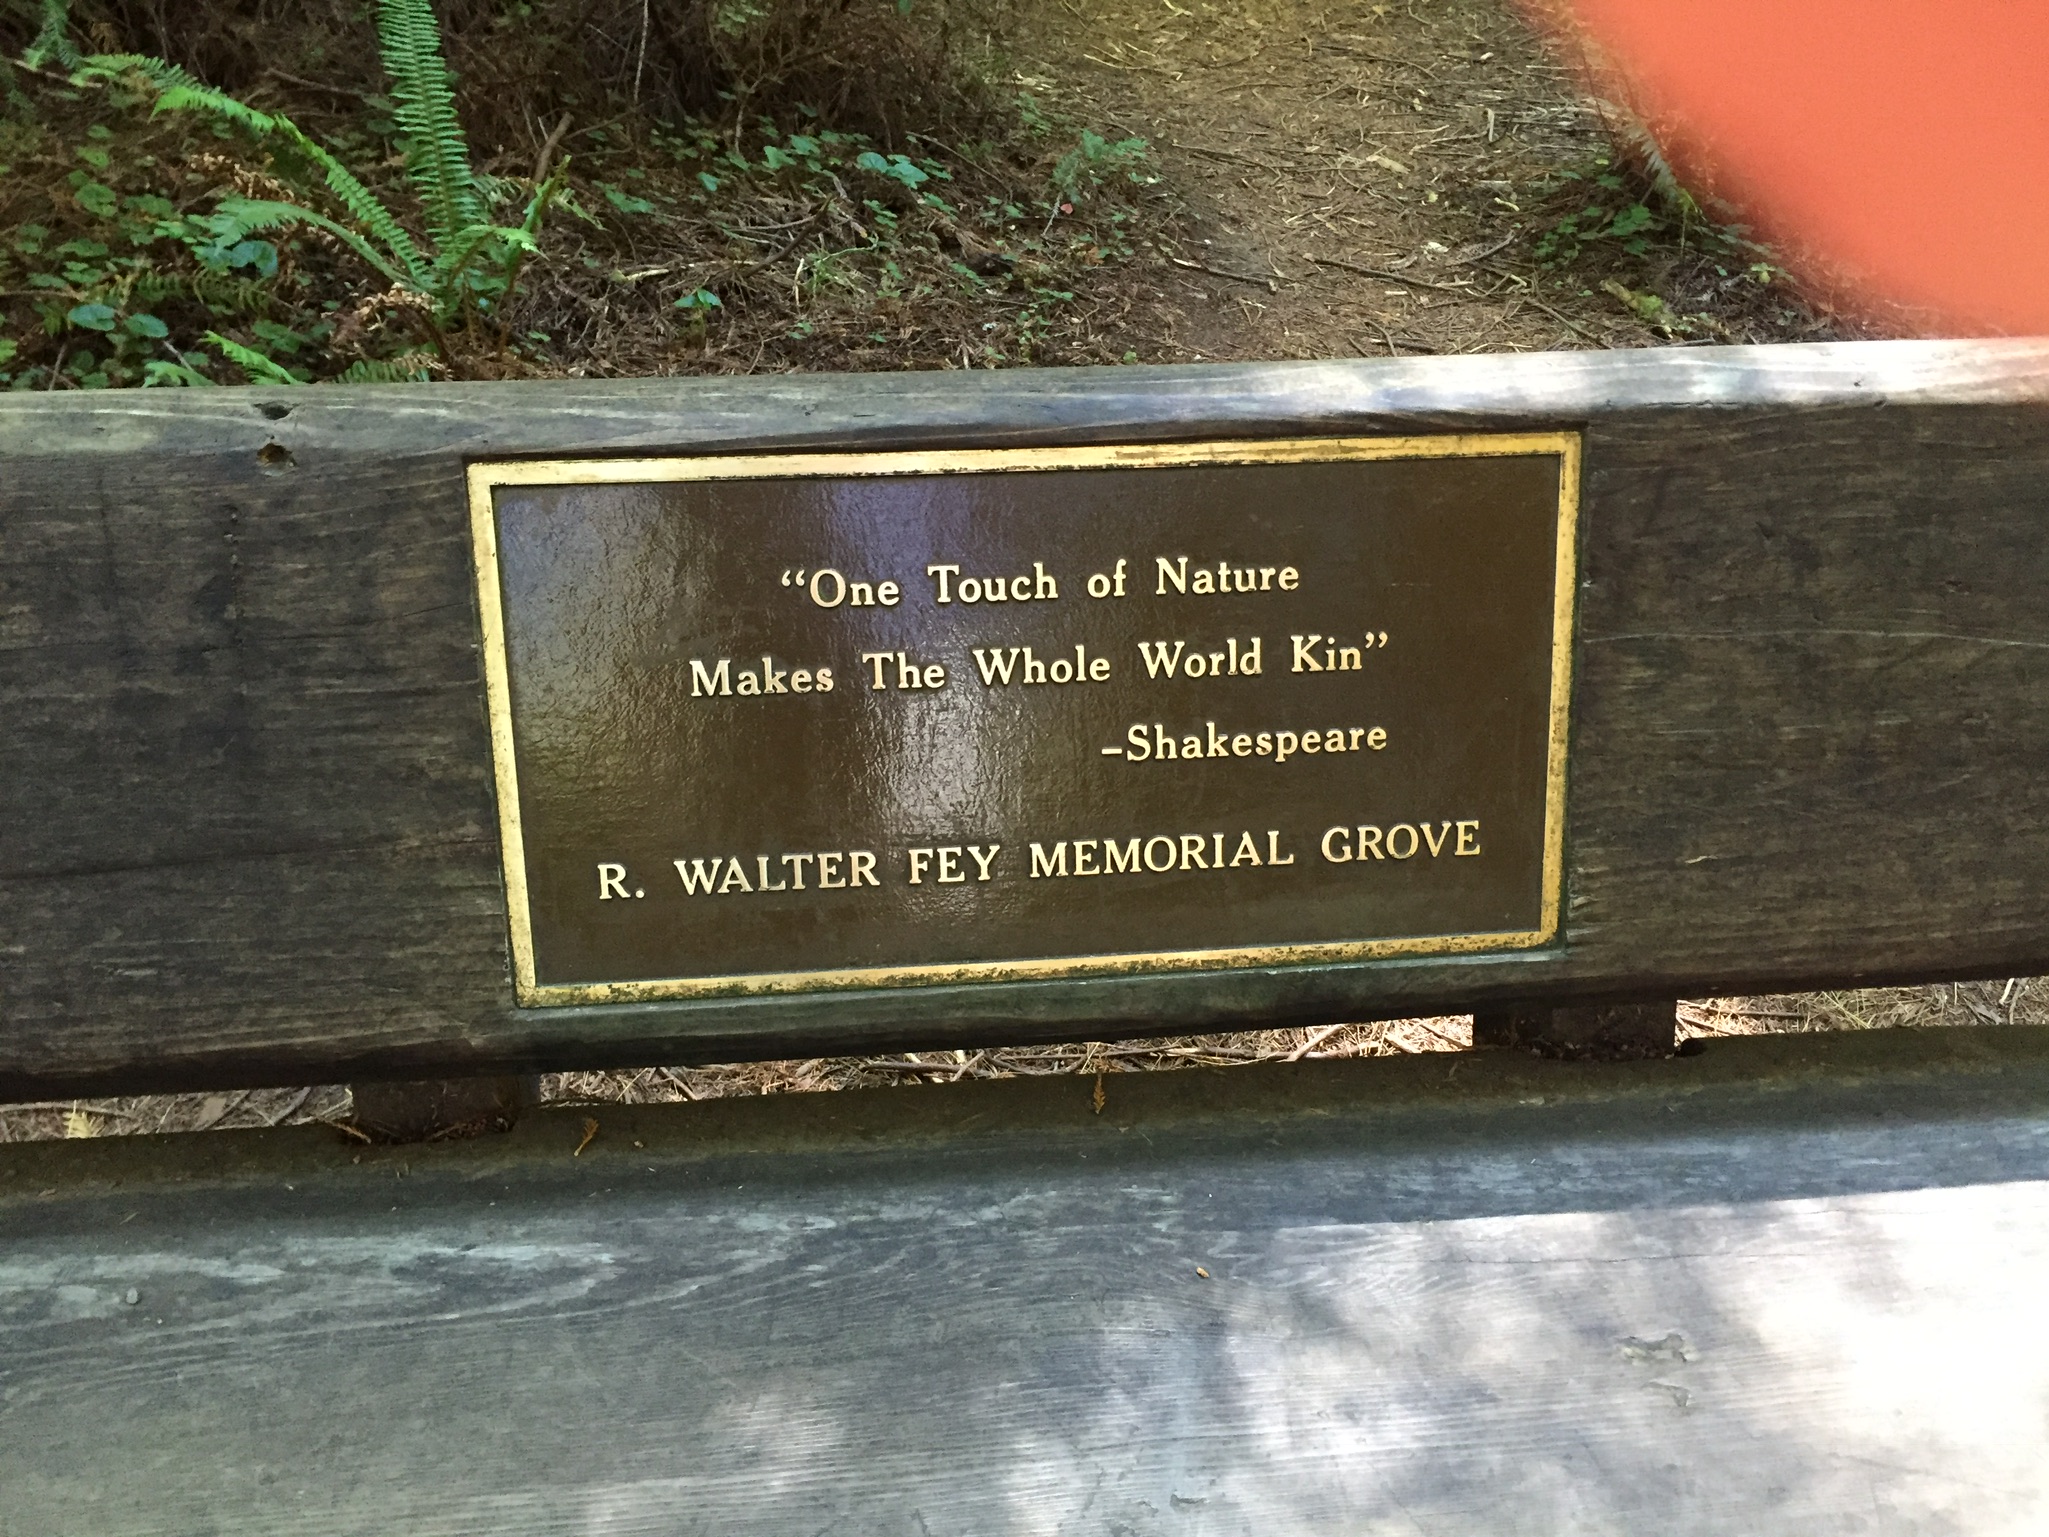 “One Touch of Nature
Makes The Whole World Kin”
–Shakespeare
R. WALTER FEY MEMORIAL GROVE